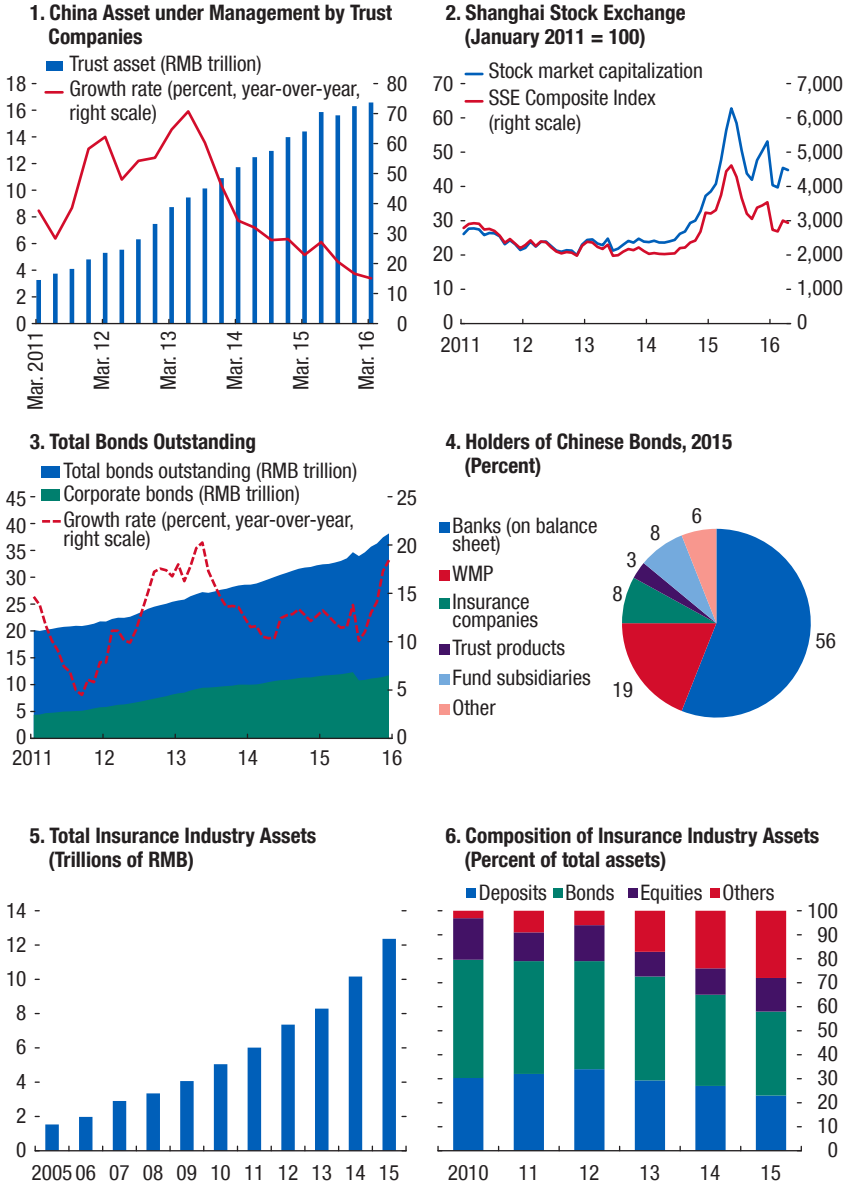 1. China Asset under Management by Trust
Companies
Trust asset (RMB trillion)
Growth rate (percent, year-over-year,
right scale)
18
16
14
12
10
8
6
4
2
0
80
70
60
50
40
30
20
10
0
Mar. 2011
Mar. 12
Mar. 13
Mar. 14
Mar. 15
Mar. 16
2. Shanghai Stock Exchange
(January 2011 = 100)
Stock market capitalization
SSE Composite Index
(right scale)
70
60
50
40
30
20
10
0
7,000
6,000
5,000
4,000
3,000
2,000
1,000
0
2011 12 13 14 15 16
3. Total Bonds Outstanding
Total bonds outstanding (RMB trillion)
Corporate bonds (RMB trillion)
Growth rate (percent, year-over-year,
right scale)
45
40
35
30
25
20
15
10
5
0
25
20
15
10
5
0
2011 12 13 14 15 16
4. Holders of Chinese Bonds, 2015
(Percent)
Banks (on balance
sheet)
WMP
Insurance
companies
Trust products
Fund subsidiaries
Other
6
8
3
8
19
56
5. Total Insurance Industry Assets
(Trillions of RMB)
14
12
10
8
6
4
2
0
2005 06 07 08 09 10 11 12 13 14 15
6. Composition of Insurance Industry Assets
(Percent of total assets)
Deposits Bonds Equities Others
100
90
80
70
60
50
40
30
20
10
0
2010 11 12 13 14 15